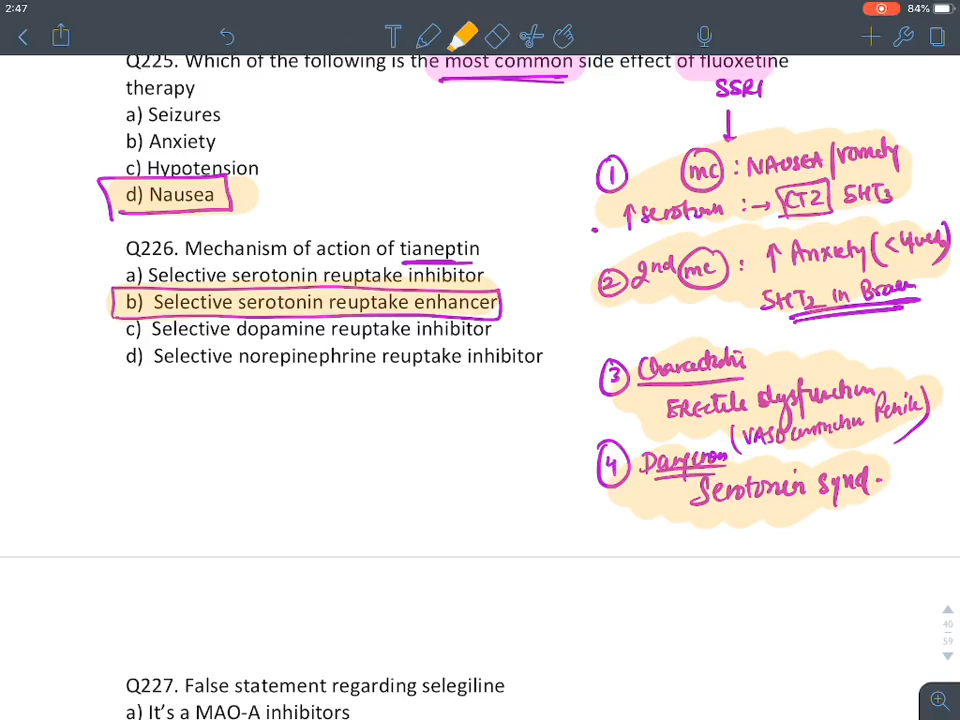 2:47
84%
Q225. Which of the following is the most common side effect of fluoxetine
therapy
a) Seizures
b) Anxiety
c) Hypotension
d) Nausea
SSRI
① mc : NAUSEA /
↑ serotonin : → CTZ 5HT3
② 2nd mc : ↑ Anxiety (<
5HT2 in Brain
③
Erectile dysfunction
(Penile)
④ Dangerous
Serotonin synd.
Q226. Mechanism of action of tianeptin
a) Selective serotonin reuptake inhibitor
b) Selective serotonin reuptake enhancer
c) Selective dopamine reuptake inhibitor
d) Selective norepinephrine reuptake inhibitor
40
59
Q227. False statement regarding selegiline
a) It's a MAO-A inhibitors